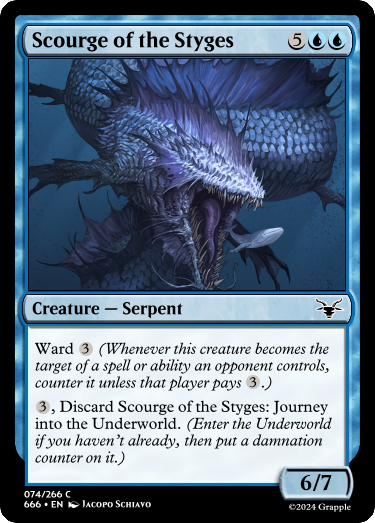 Scourge of the Styges 5
Creature — Serpent
Ward 3 (Whenever this creature becomes the
target of a spell or ability an opponent controls,
counter it unless that player pays 3.)
3, Discard Scourge of the Styges: Journey
into the Underworld. (Enter the Underworld
if you haven't already, then put a damnation
counter on it.)
6/7
074/266 C
666 • EN Jacopo Schiavo
©2024 Grapple